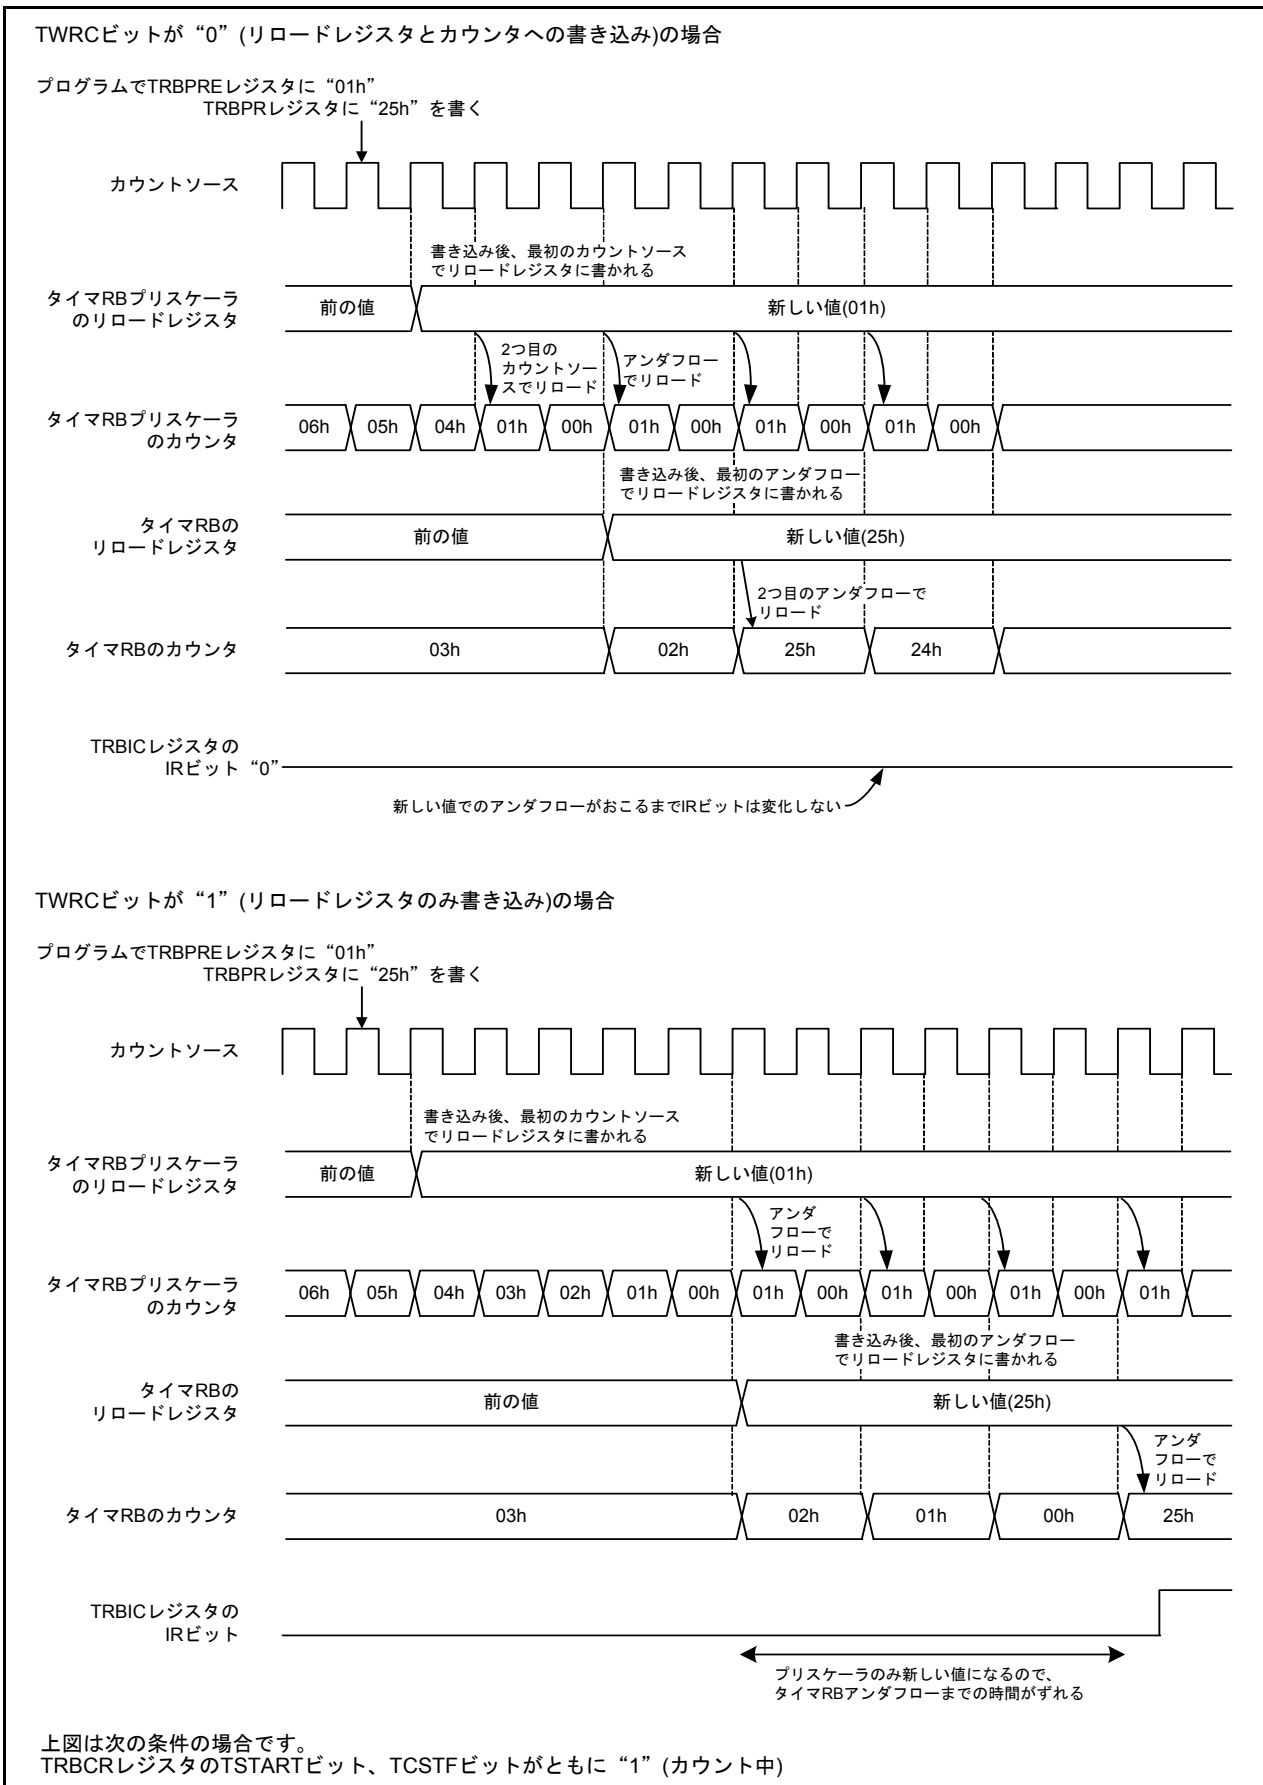 TWRCビットが“0”(リロードレジスタとカウンタへの書き込み)の場合
プログラムでTRBPREレジスタに“01h”
TRBPRレジスタに“25h”を書く
カウントソース
書き込み後、最初のカウントソース
でリロードレジスタに書かれる
タイマRBプリスケーラ
のリロードレジスタ
前の値
新しい値(01h)
2つ目の
カウントソー
スでリロード
アンダフロー
でリロード
タイマRBプリスケーラ
のカウンタ
06h 05h 04h 01h 00h 01h 00h 01h 00h 01h 00h
書き込み後、最初のアンダフロー
でリロードレジスタに書かれる
タイマRBの
リロードレジスタ
前の値
新しい値(25h)
2つ目のアンダフローで
リロード
タイマRBのカウンタ
03h 02h 25h 24h
TRBICレジスタの
IRビット “0”
新しい値でのアンダフローがおこるまでIRビットは変化しない
TWRCビットが“1”(リロードレジスタのみ書き込み)の場合
プログラムでTRBPREレジスタに“01h”
TRBPRレジスタに“25h”を書く
カウントソース
書き込み後、最初のカウントソース
でリロードレジスタに書かれる
タイマRBプリスケーラ
のリロードレジスタ
前の値
新しい値(01h)
アンダ
フローで
リロード
タイマRBプリスケーラ
のカウンタ
06h 05h 04h 03h 02h 01h 00h 01h 00h 01h 00h 01h 00h 01h
書き込み後、最初のアンダフロー
でリロードレジスタに書かれる
タイマRBの
リロードレジスタ
前の値
新しい値(25h)
アンダ
フローで
リロード
タイマRBのカウンタ
03h 02h 01h 00h 25h
TRBICレジスタの
IRビット
プリスケーラのみ新しい値になるので、
タイマRBアンダフローまでの時間がずれる
上図は次の条件の場合です。
TRBCRレジスタのTSTARTビット、TCSTFビットがともに“1”(カウント中)